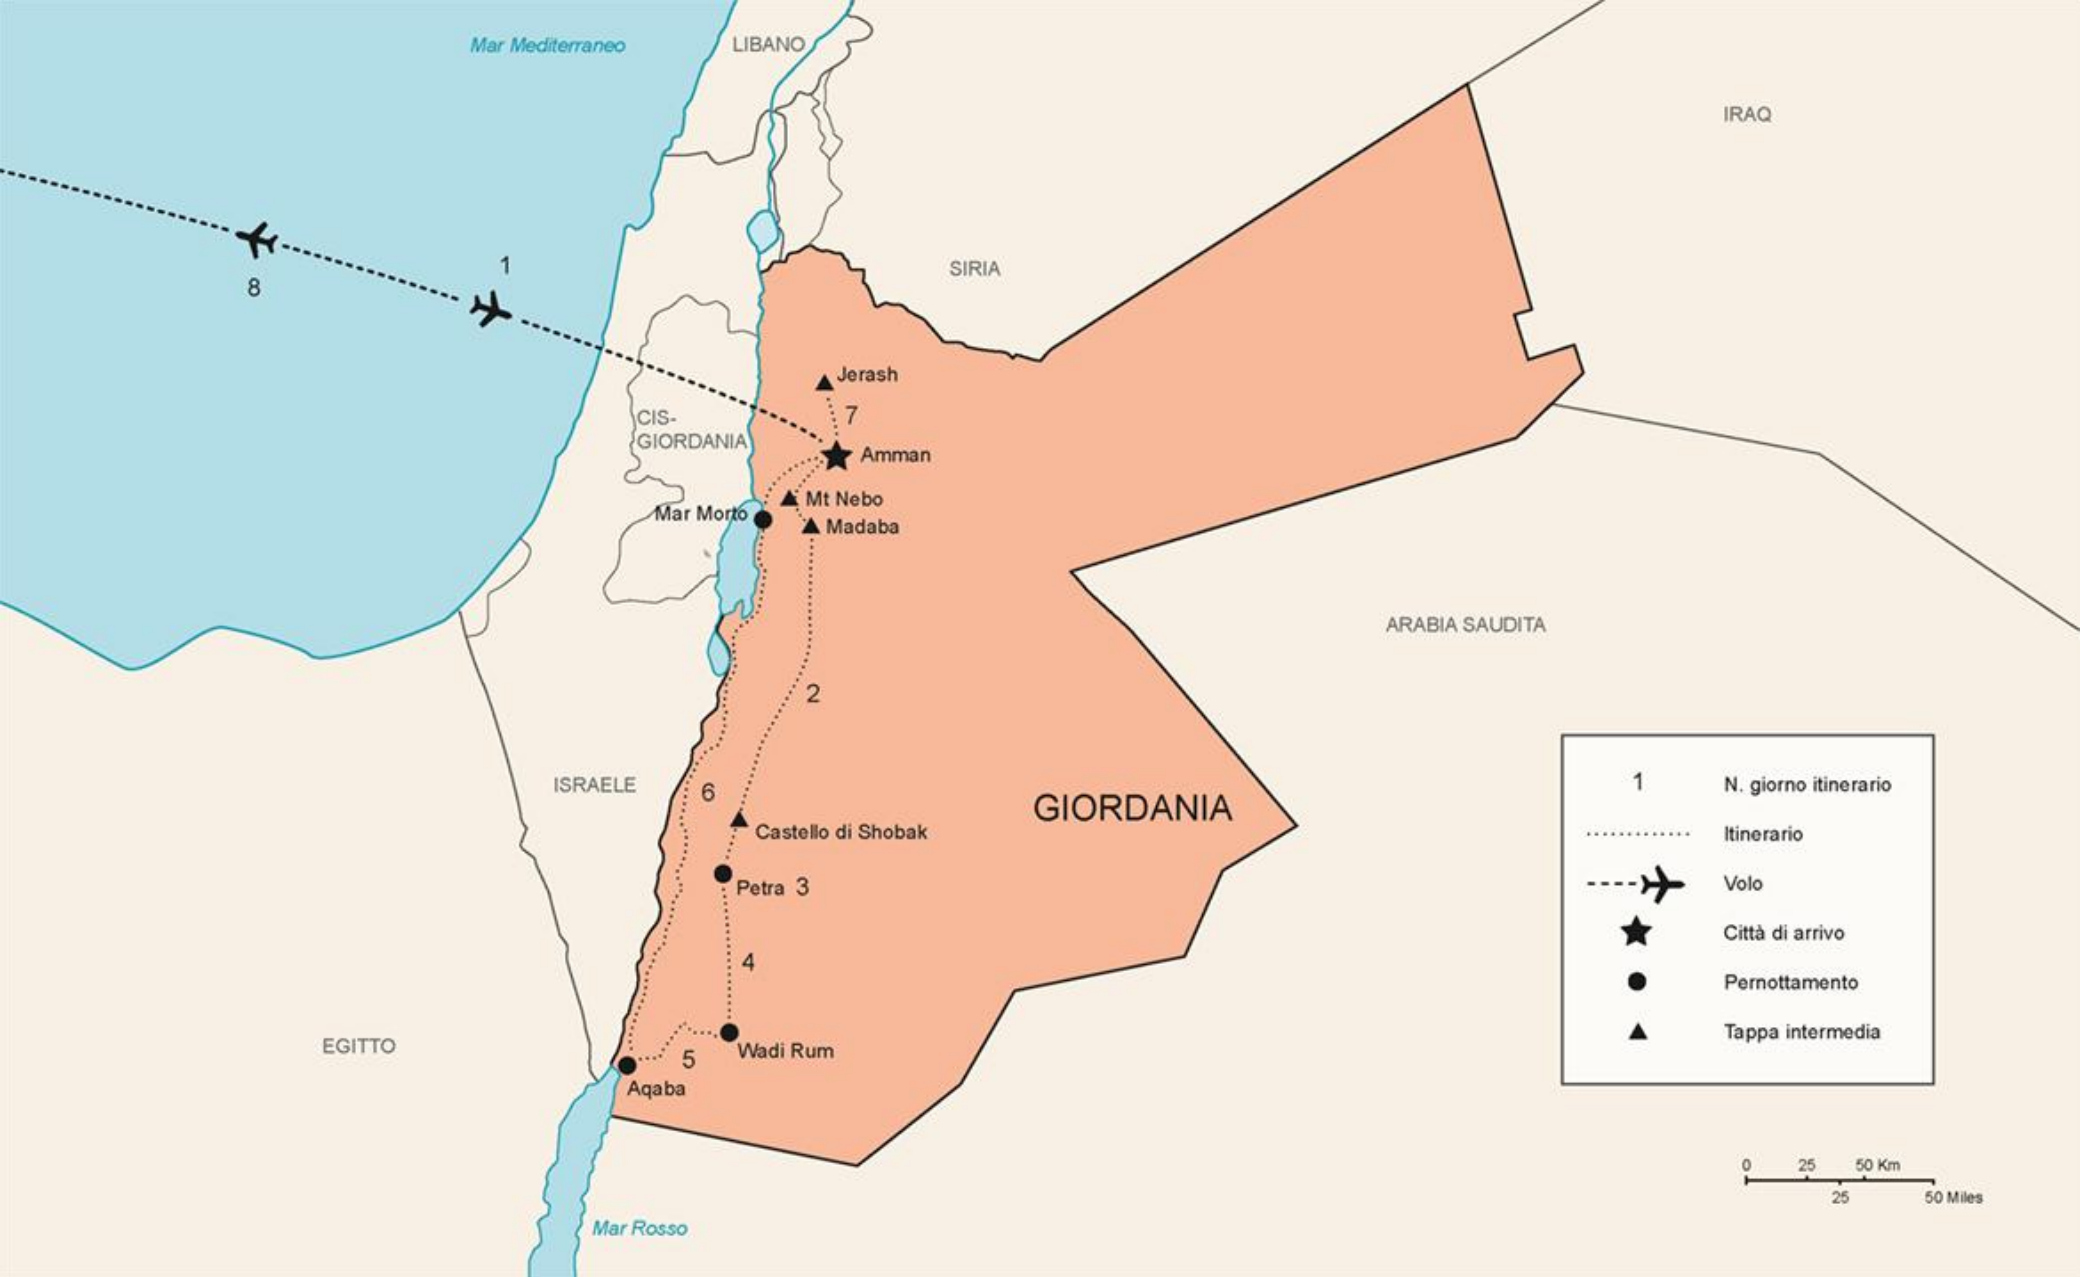 Mar Mediterraneo
LIBANO
IRAQ
1
8
SIRIA
Jerash
7
CIS-
GIORDANIA
Amman
Mt Nebo
Mar Morto
Madaba
ARABIA SAUDITA
2
ISRAELE
6
GIORDANIA
Castello di Shobak
Petra 3
4
EGITTO
Wadi Rum
5
Aqaba
Mar Rosso
1 N. giorno itinerario
Itinerario
Volo
Città di arrivo
Pernottamento
Tappa intermedia
0 25 50 Km
25 50 Miles